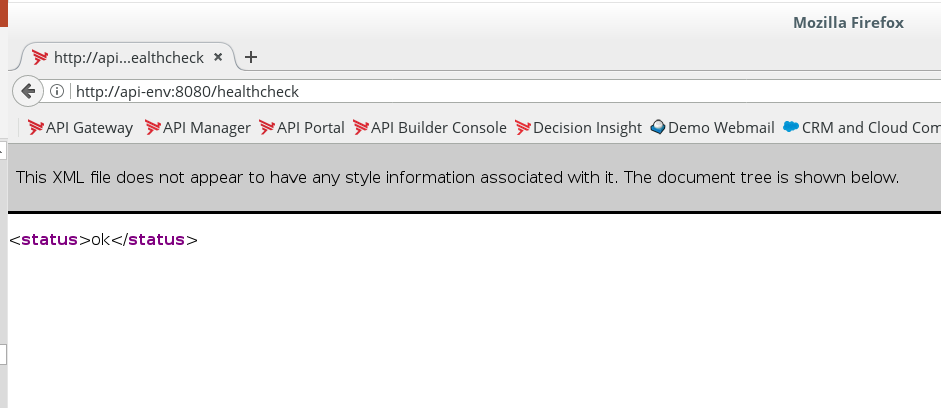 Mozilla Firefox
http://api...ealthcheck × +
http://api-env:8080/healthcheck
API Gateway API Manager API Portal API Builder Console Decision Insight Demo Webmail CRM and Cloud Com
This XML file does not appear to have any style information associated with it. The document tree is shown below.
<status>ok</status>